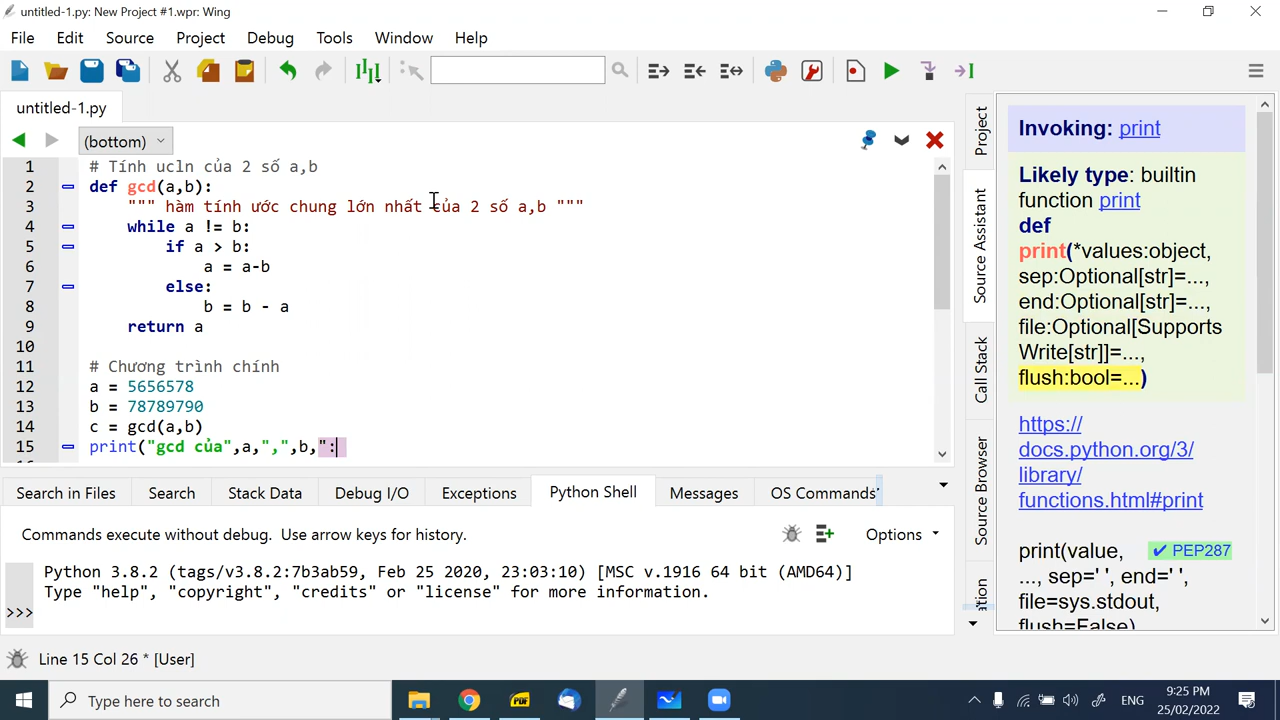 untitled-1.py: New Project #1.wpr: Wing
File Edit Source Project Debug Tools Window Help
untitled-1.py
(bottom)
1 # Tính ucln của 2 số a,b
2 def gcd(a,b):
3 """ hàm tính ước chung lớn nhất của 2 số a,b """
4 while a != b:
5 if a > b:
6 a = a-b
7 else:
8 b = b - a
9 return a
10
11 # Chương trình chính
12 a = 5656578
13 b = 78789790
14 c = gcd(a,b)
15 print("gcd của",a,",",b,":
Project
Source Assistant
Call Stack
Source Browser
Invoking: print
Likely type: builtin
function print
def
print(*values:object,
sep:Optional[str]=...,
end:Optional[str]=...,
file:Optional[Supports
Write[str]]=...,
flush:bool=...)
https://
docs.python.org/3/
library/
functions.html#print
print(value, ✔ PEP287
..., sep=' ', end=' ',
file=sys.stdout,
flush=False)
Search in Files Search Stack Data Debug I/O Exceptions Python Shell Messages OS Commands
Commands execute without debug. Use arrow keys for history.
Options
Python 3.8.2 (tags/v3.8.2:7b3ab59, Feb 25 2020, 23:03:10) [MSC v.1916 64 bit (AMD64)]
Type "help", "copyright", "credits" or "license" for more information.
>>>
Line 15 Col 26 * [User]
Type here to search
PDF
ENG
9:25 PM
25/02/2022